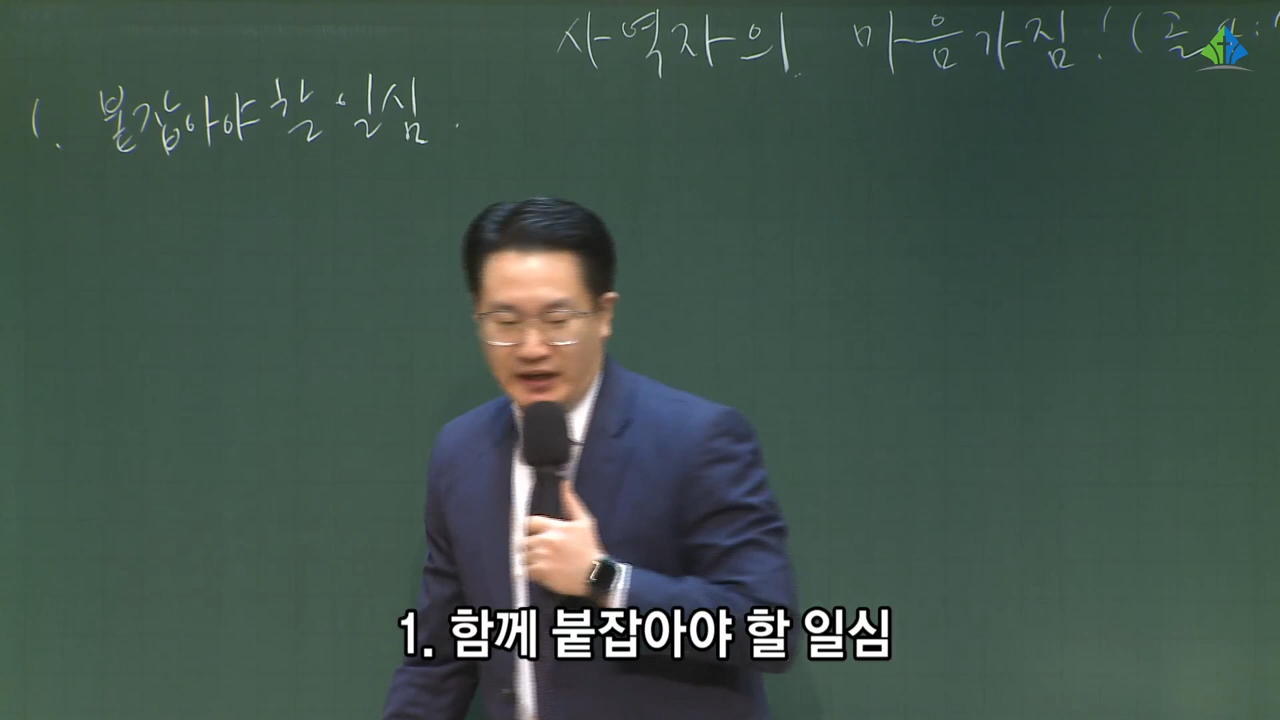 사역자의 마음가짐! (골
1. 붙잡아야할 일심.
1. 함께 붙잡아야 할 일심